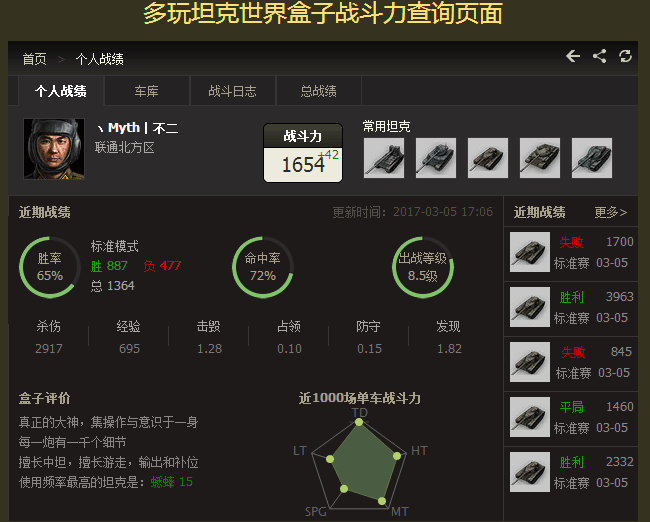 多玩坦克世界盒子战斗力查询页面
首页 > 个人战绩
个人战绩 车库 战斗日志 总战绩
丶Myth丨不二
联通北方区
战斗力
1654 +42
常用坦克
近期战绩 更新时间：2017-03-05 17:06
胜率
65%
标准模式
胜 887 负 477
总 1364
命中率
72%
出战等级
8.5级
杀伤 经验 击毁 占领 防守 发现
2917 695 1.28 0.10 0.15 1.82
盒子评价
真正的大神，集操作与意识于一身
每一炮有一千个细节
擅长中坦，擅长游走，输出和补位
使用频率最高的坦克是：蟋蟀 15
近1000场单车战斗力
TD
LT HT
SPG MT
近期战绩 更多>
失败 1700
标准赛 03-05
胜利 3963
标准赛 03-05
失败 845
标准赛 03-05
平局 1460
标准赛 03-05
胜利 2332
标准赛 03-05